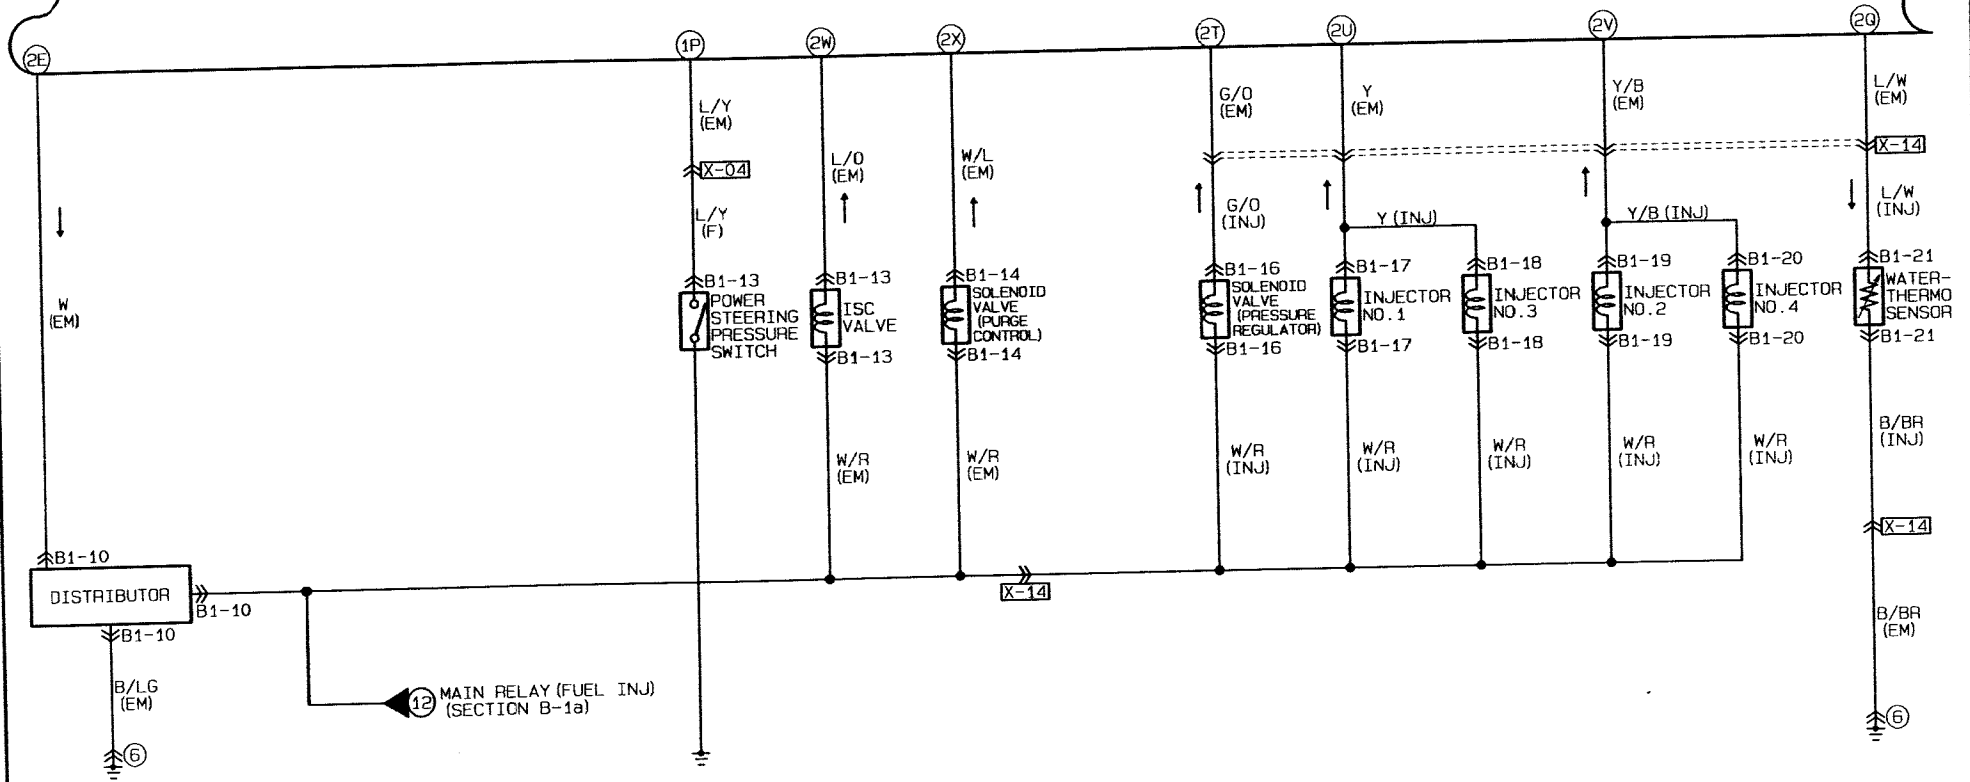 2E
1P
2W
2X
2T
2U
2V
2Q
L/Y
(EM)
G/O
(EM)
Y
(EM)
Y/B
(EM)
L/W
(EM)
X-04
L/O
(EM)
W/L
(EM)
X-14
L/Y
(F)
G/O
(INJ)
Y(INJ)
Y/B(INJ)
L/W
(INJ)
W
(EM)
B1-13
POWER
STEERING
PRESSURE
SWITCH
B1-13
ISC
VALVE
B1-13
B1-14
SOLENOID
VALVE
(PURGE
CONTROL)
B1-14
B1-16
SOLENOID
VALVE
(PRESSURE
REGULATOR)
B1-16
B1-17
INJECTOR
NO.1
B1-17
B1-18
INJECTOR
NO.3
B1-18
B1-19
INJECTOR
NO.2
B1-19
B1-20
INJECTOR
NO.4
B1-20
B1-21
WATER-
THERMO
SENSOR
B1-21
W/R
(EM)
W/R
(EM)
W/R
(INJ)
W/R
(INJ)
W/R
(INJ)
W/R
(INJ)
W/R
(INJ)
B/BR
(INJ)
X-14
B1-10
DISTRIBUTOR
B1-10
B1-10
X-14
B/BR
(EM)
B/LG
(EM)
12 MAIN RELAY(FUEL INJ)
(SECTION B-1a)
6
6